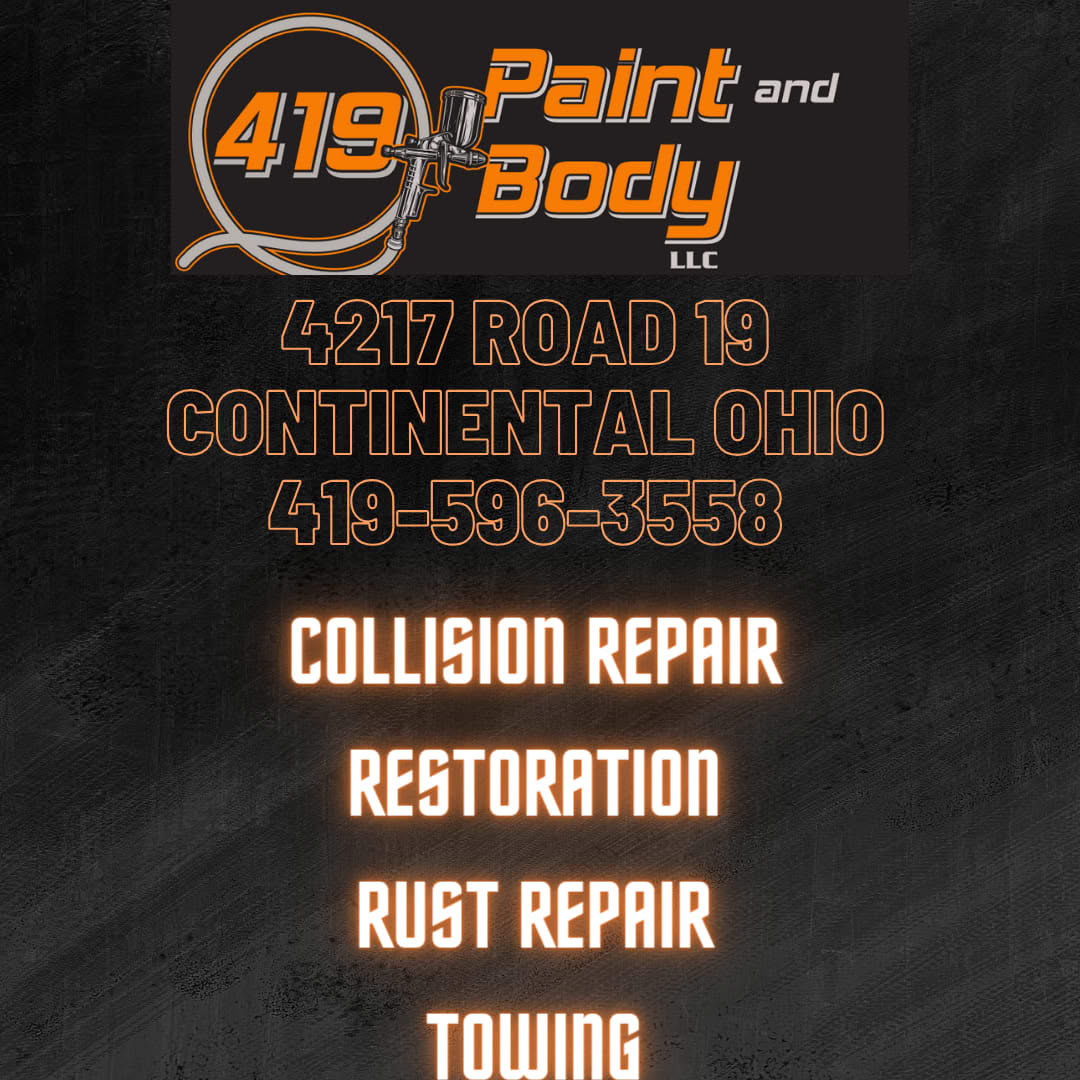 419 Paint and
Body
LLC
4217 ROAD 19
CONTINENTAL OHIO
419-596-3558
COLLISION REPAIR
RESTORATION
RUST REPAIR
TOWING